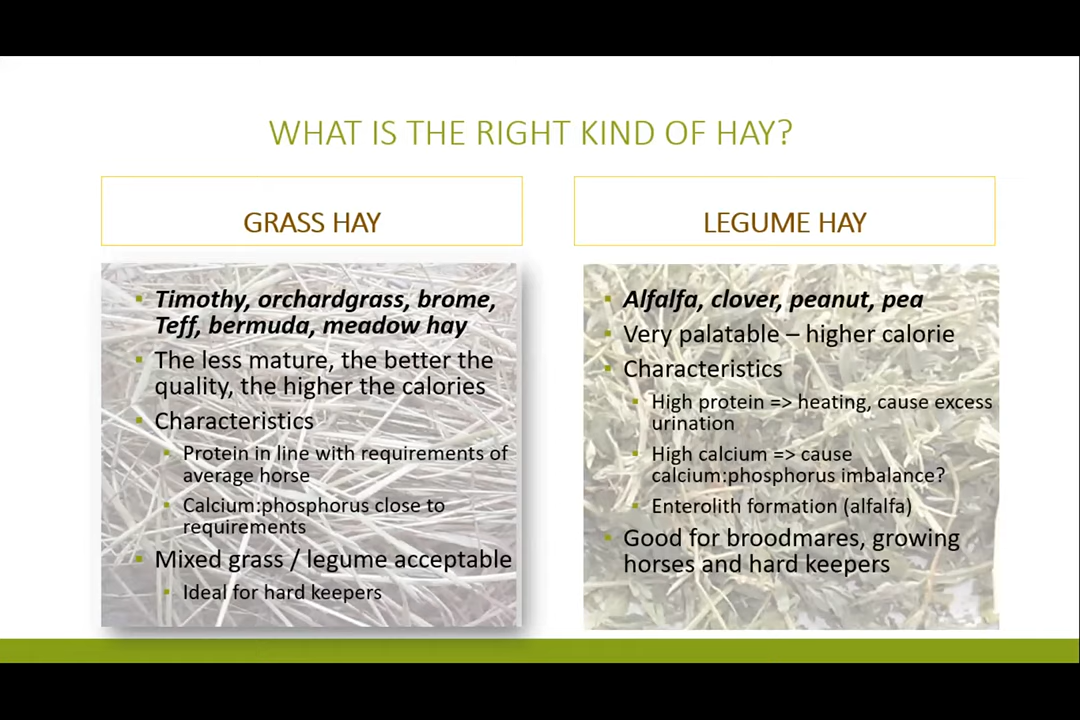 WHAT IS THE RIGHT KIND OF HAY?
GRASS HAY
Timothy, orchardgrass, brome,
Teff, bermuda, meadow hay
The less mature, the better the
quality, the higher the calories
Characteristics
Protein in line with requirements of
average horse
Calcium:phosphorus close to
requirements
Mixed grass / legume acceptable
Ideal for hard keepers
LEGUME HAY
Alfalfa, clover, peanut, pea
Very palatable – higher calorie
Characteristics
High protein => heating, cause excess
urination
High calcium => cause
calcium:phosphorus imbalance?
Enterolith formation (alfalfa)
Good for broodmares, growing
horses and hard keepers